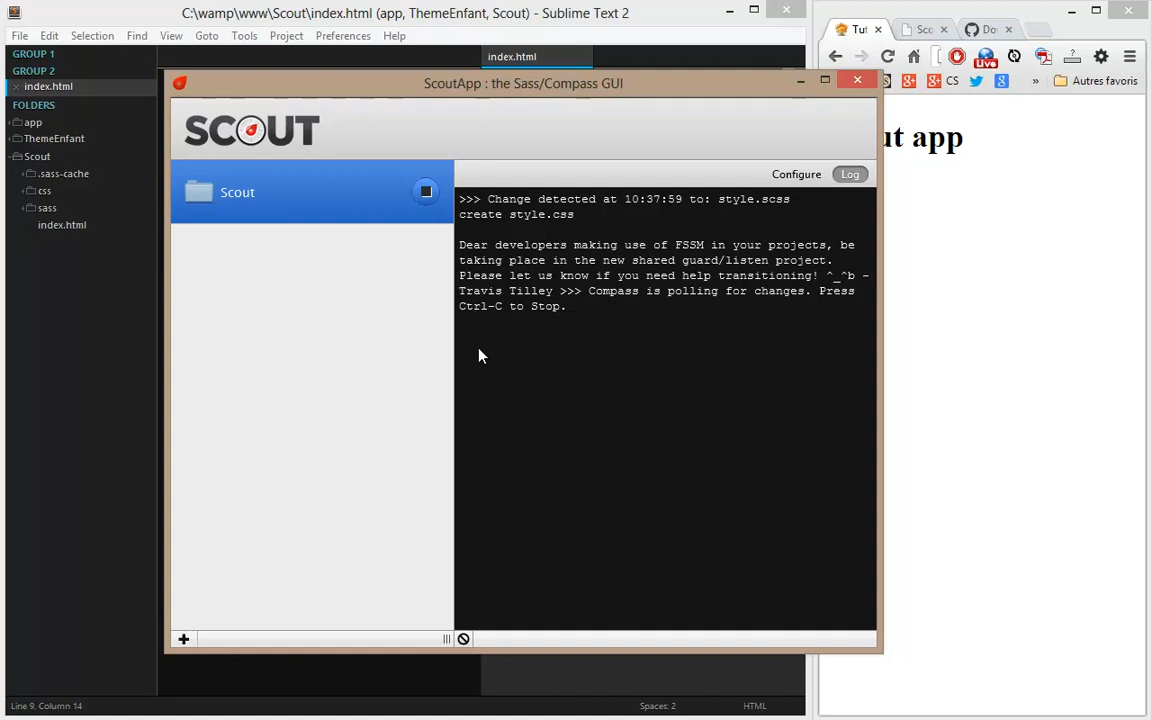 C:\wamp\www\Scout\index.html (app, ThemeEnfant, Scout) - Sublime Text 2
File Edit Selection Find View Goto Tools Project Preferences Help
GROUP 1
GROUP 2
index.html
FOLDERS
app
ThemeEnfant
Scout
.sass-cache
css
sass
index.html
index.html
ScoutApp : the Sass/Compass GUI
SCOUT
Scout
Configure Log
>>> Change detected at 10:37:59 to: style.scss
create style.css
Dear developers making use of FSSM in your projects, be
taking place in the new shared guard/listen project.
Please let us know if you need help transitioning! ^_^b -
Travis Tilley >>> Compass is polling for changes. Press
Ctrl-C to Stop.
Tut Sco Do
Live
CS
» Autres favoris
ut app
Line 9, Column 14
Spaces: 2
HTML